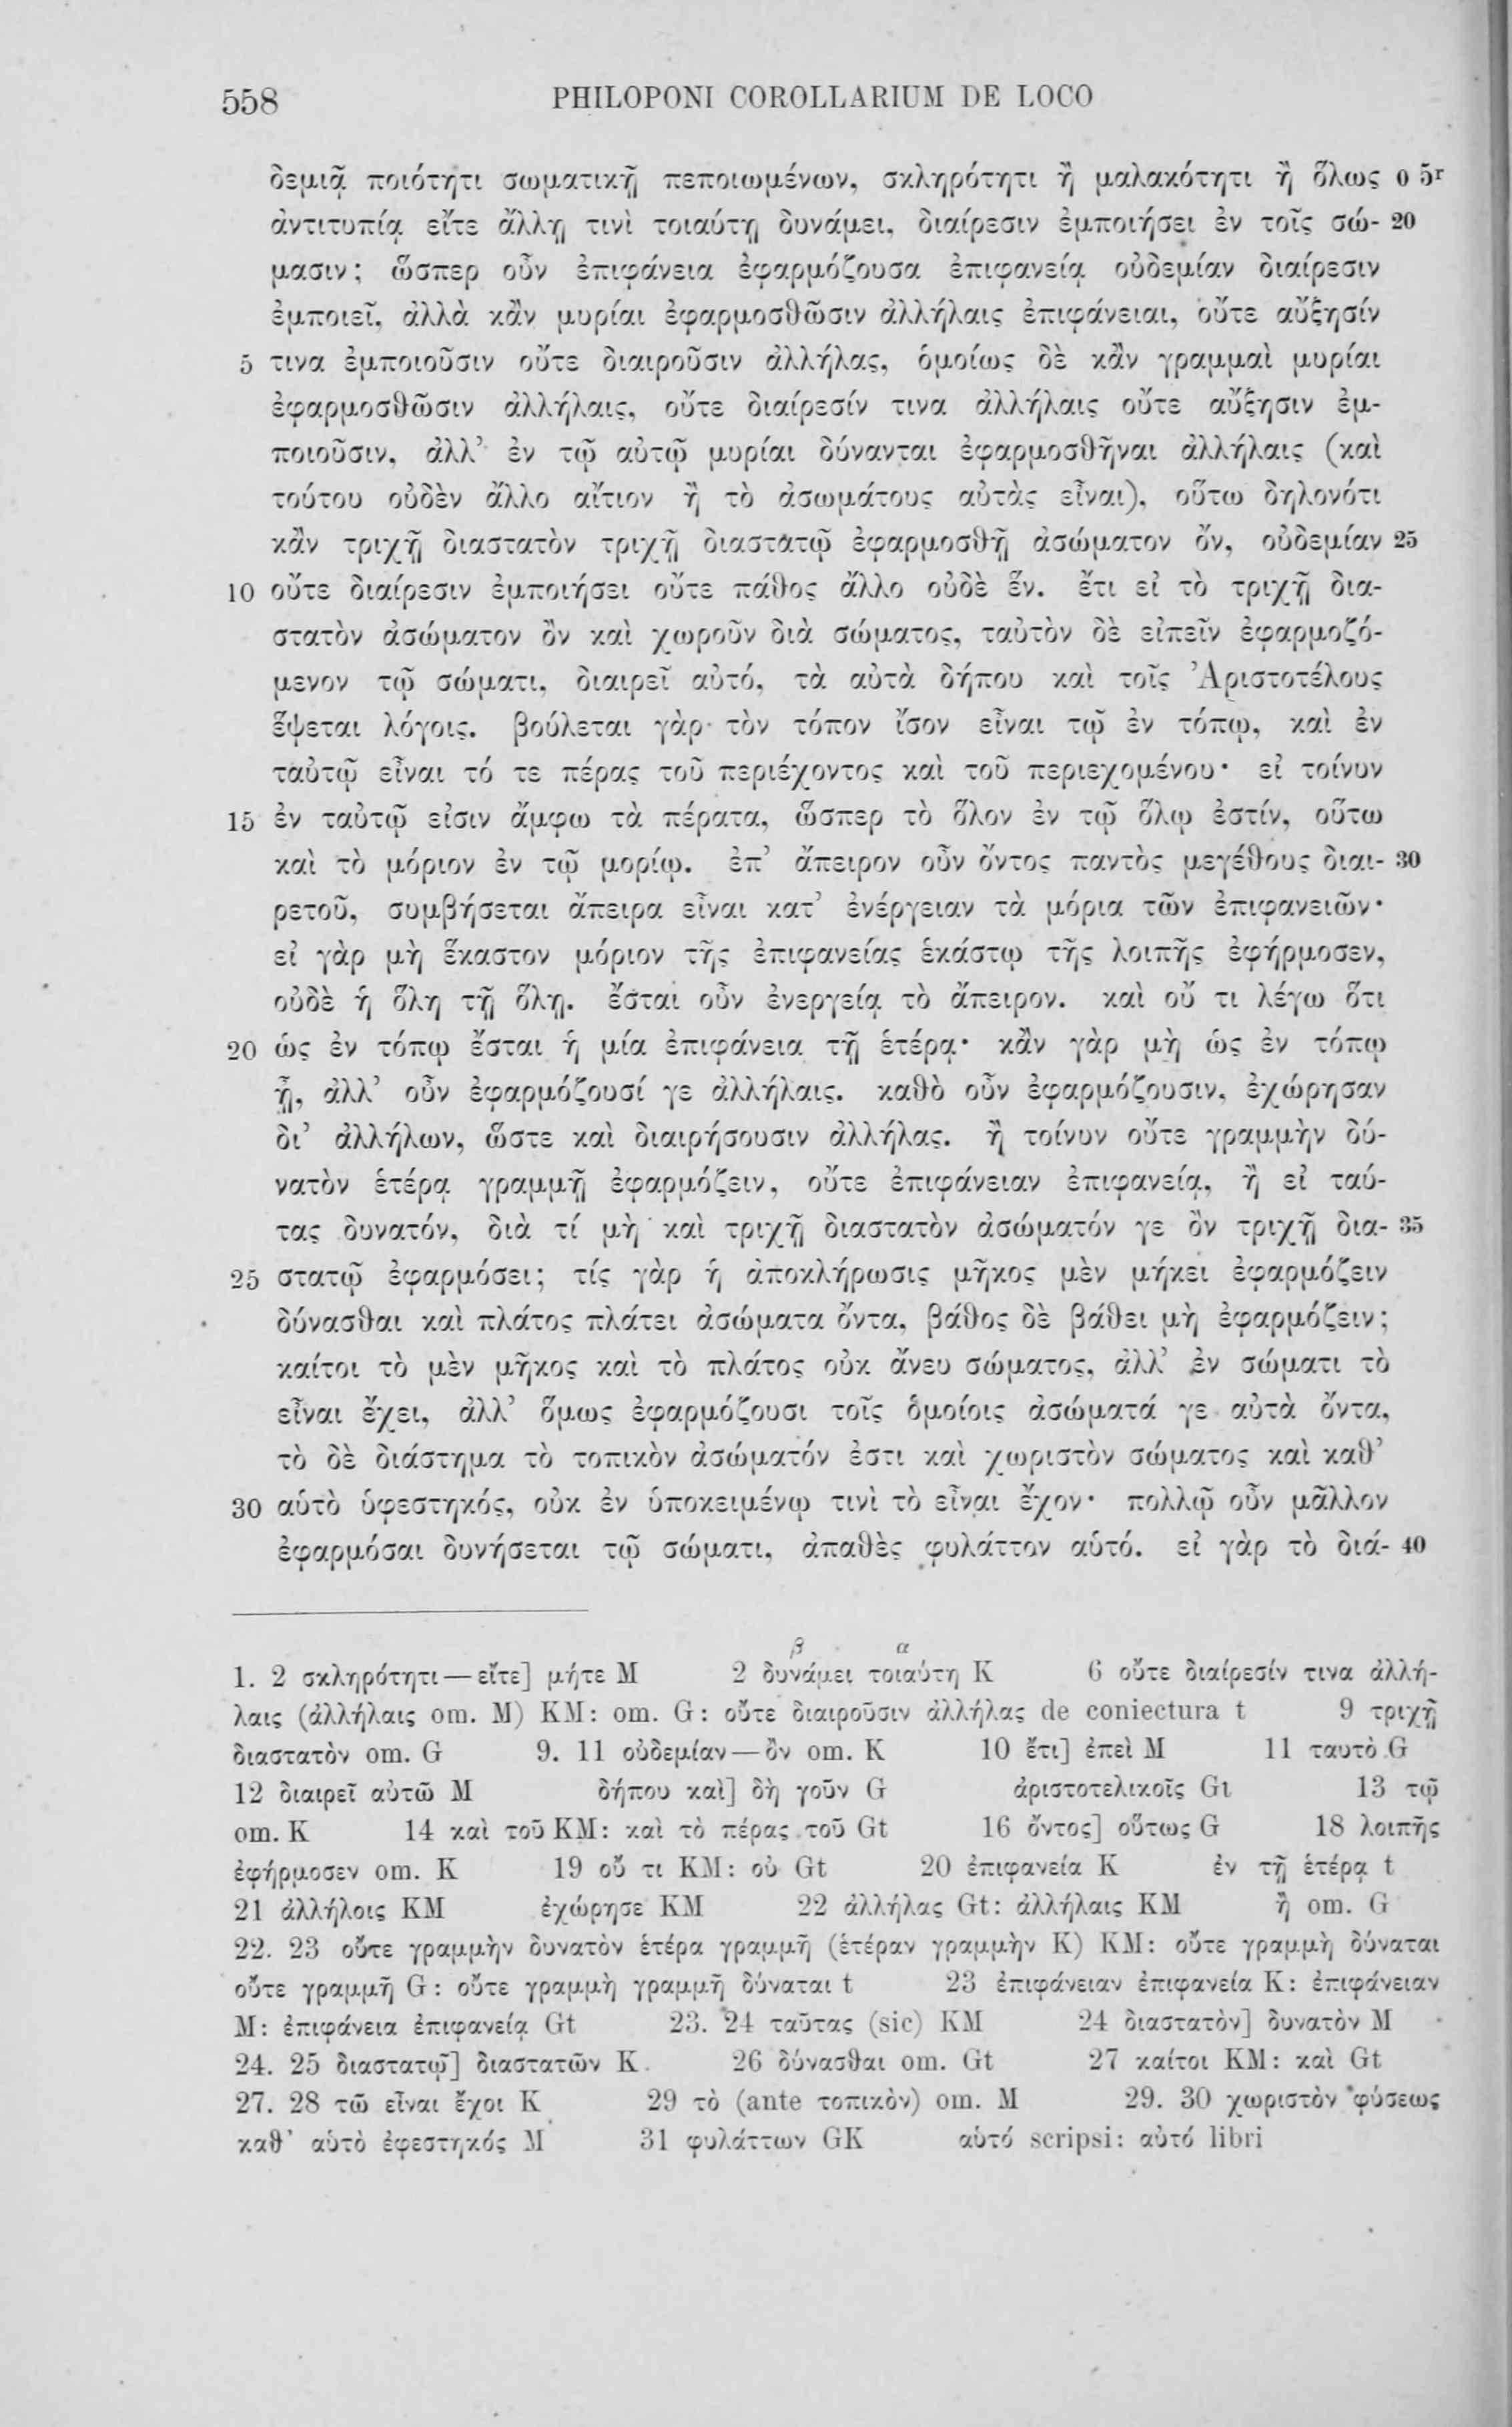 558 PHILOPONI COROLLARIUM DE LOCO
δεμιᾷ ποιότητι σωματικῇ πεποιωμένων, σκληρότητι ἢ μαλακότητι ἢ ὅλως ο 5r
ἀντιτυπίᾳ εἴτε ἄλλῃ τινὶ τοιαύτῃ δυνάμει, διαίρεσιν ἐμποιήσει ἐν τοῖς σώ- 20
μασιν; ὥσπερ οὖν ἐπιφάνεια ἐφαρμόζουσα ἐπιφανείᾳ οὐδεμίαν διαίρεσιν
ἐμποιεῖ, ἀλλὰ κἂν μυρίαι ἐφαρμοσθῶσιν ἀλλήλαις ἐπιφάνειαι, οὔτε αὔξησίν
5 τινα ἐμποιοῦσιν οὔτε διαιροῦσιν ἀλλήλας, ὁμοίως δὲ κἂν γραμμαὶ μυρίαι
ἐφαρμοσθῶσιν ἀλλήλαις, οὔτε διαίρεσίν τινα ἀλλήλαις οὔτε αὔξησιν ἐμ-
ποιοῦσιν, ἀλλ’ ἐν τῷ αὐτῷ μυρίαι δύνανται ἐφαρμοσθῆναι ἀλλήλαις (καὶ
τούτου οὐδὲν ἄλλο αἴτιον ἢ τὸ ἀσωμάτους αὐτὰς εἶναι), οὕτω δηλονότι
κἂν τριχῇ διαστατὸν τριχῇ διαστατῷ ἐφαρμοσθῇ ἀσώματον ὄν, οὐδεμίαν 25
10 οὔτε διαίρεσιν ἐμποιήσει οὔτε πάθος ἄλλο οὐδὲ ἕν. ἔτι εἰ τὸ τριχῇ δια-
στατὸν ἀσώματον ὂν καὶ χωροῦν διὰ σώματος, ταὐτὸν δὲ εἰπεῖν ἐφαρμοζό-
μενον τῷ σώματι, διαιρεῖ αὐτό, τὰ αὐτὰ δήπου καὶ τοῖς Ἀριστοτέλους
ἕψεται λόγοις. βούλεται γὰρ τὸν τόπον ἴσον εἶναι τῷ ἐν τόπῳ, καὶ ἐν
ταὐτῷ εἶναι τό τε πέρας τοῦ περιέχοντος καὶ τοῦ περιεχομένου· εἰ τοίνυν
15 ἐν ταὐτῷ εἰσιν ἄμφω τὰ πέρατα, ὥσπερ τὸ ὅλον ἐν τῷ ὅλῳ ἐστίν, οὕτω
καὶ τὸ μόριον ἐν τῷ μορίῳ. ἐπ’ ἄπειρον οὖν ὄντος παντὸς μεγέθους διαι- 30
ρετοῦ, συμβήσεται ἄπειρα εἶναι κατ’ ἐνέργειαν τὰ μόρια τῶν ἐπιφανειῶν·
εἰ γὰρ μὴ ἕκαστον μόριον τῆς ἐπιφανείας ἑκάστῳ τῆς λοιπῆς ἐφήρμοσεν,
οὐδὲ ἡ ὅλη τῇ ὅλῃ. ἔσται οὖν ἐνεργείᾳ τὸ ἄπειρον. καὶ οὔ τι λέγω ὅτι
20 ὡς ἐν τόπῳ ἔσται ἡ μία ἐπιφάνεια τῇ ἑτέρᾳ· κἂν γὰρ μὴ ὡς ἐν τόπῳ
ᾖ, ἀλλ’ οὖν ἐφαρμόζουσί γε ἀλλήλαις. καθὸ οὖν ἐφαρμόζουσιν, ἐχώρησαν
δι’ ἀλλήλων, ὥστε καὶ διαιρήσουσιν ἀλλήλας. ἢ τοίνυν οὔτε γραμμὴν δύ-
νατὸν ἑτέρᾳ γραμμῇ ἐφαρμόζειν, οὔτε ἐπιφάνειαν ἐπιφανείᾳ, ἢ εἰ ταύ-
τας δυνατόν, διὰ τί μὴ καὶ τριχῇ διαστατὸν ἀσώματόν γε ὂν τριχῇ δια- 35
25 στατῷ ἐφαρμόσει; τίς γὰρ ἡ ἀποκλήρωσις μῆκος μὲν μήκει ἐφαρμόζειν
δύνασθαι καὶ πλάτος πλάτει ἀσώματα ὄντα, βάθος δὲ βάθει μὴ ἐφαρμόζειν;
καίτοι τὸ μὲν μῆκος καὶ τὸ πλάτος οὐκ ἄνευ σώματος, ἀλλ’ ἐν σώματι τὸ
εἶναι ἔχει, ἀλλ’ ὅμως ἐφαρμόζουσι τοῖς ὁμοίοις ἀσώματά γε αὐτὰ ὄντα,
τὸ δὲ διάστημα τὸ τοπικὸν ἀσώματόν ἐστι καὶ χωριστὸν σώματος καὶ καθ’
30 αὑτὸ ὑφεστηκός, οὐκ ἐν ὑποκειμένῳ τινὶ τὸ εἶναι ἔχον· πολλῷ οὖν μᾶλλον
ἐφαρμόσαι δυνήσεται τῷ σώματι, ἀπαθὲς φυλάττον αὑτό. εἰ γὰρ τὸ διά- 40
β α
1. 2 σκληρότητι — εἴτε] μήτε M 2 δυνάμει τοιαύτη K 6 οὔτε διαίρεσίν τινα ἀλλή-
λαις (ἀλλήλαις om. M) KM: om. G: οὔτε διαιροῦσιν ἀλλήλας de coniectura t 9 τριχῇ
διαστατὸν om. G 9. 11 οὐδεμίαν — ὂν om. K 10 ἔτι] ἐπεὶ M 11 ταυτὸ G
12 διαιρεῖ αὐτῶ M δήπου καὶ] δὴ γοῦν G ἀριστοτελικοῖς Gt 13 τῷ
om. K 14 καὶ τοῦ KM: καὶ τὸ πέρας τοῦ Gt 16 ὄντος] οὕτως G 18 λοιπῆς
ἐφήρμοσεν om. K 19 οὔ τι KM: οὐ Gt 20 ἐπιφανεία K ἐν τῇ ἑτέρᾳ t
21 ἀλλήλοις KM ἐχώρησε KM 22 ἀλλήλας Gt: ἀλλήλαις KM ἢ om. G
22. 23 οὔτε γραμμὴν δυνατὸν ἑτέρα γραμμῆ (ἑτέραν γραμμὴν K) KM: οὔτε γραμμὴ δύναται
οὔτε γραμμῆ G: οὔτε γραμμὴ γραμμῇ δύναται t 23 ἐπιφάνειαν ἐπιφανεία K: ἐπιφάνειαν
M: ἐπιφάνεια ἐπιφανείᾳ Gt 23. 24 ταῦτας (sic) KM 24 διαστατὸν] δυνατὸν M
24. 25 διαστατῷ] διαστατῶν K 26 δύνασθαι om. Gt 27 καίτοι KM: καὶ Gt
27. 28 τῶ εἶναι ἔχοι K 29 τὸ (ante τοπικὸν) om. M 29. 30 χωριστὸν φύσεως
καθ’ αὑτὸ ἐφεστηκός M 31 φυλάττων GK αὑτό scripsi: αὐτό libri